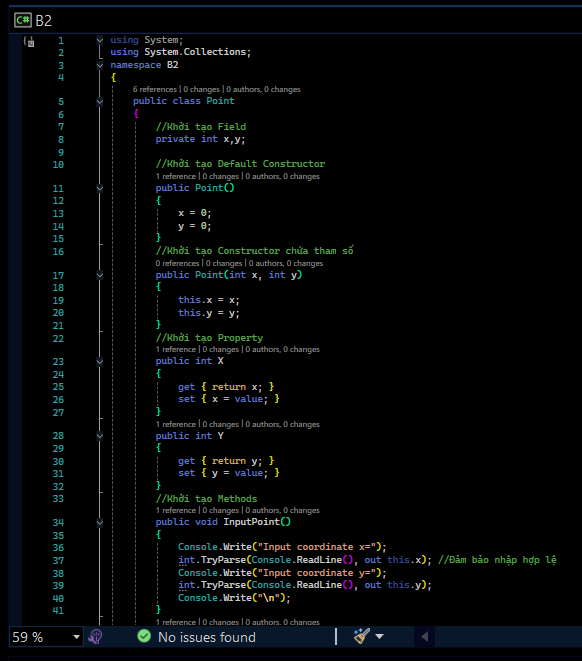 C# B2
1 using System;
2 using System.Collections;
3 namespace B2
4 {
6 references | 0 changes | 0 authors, 0 changes
5 public class Point
6 {
7 //Khởi tạo Field
8 private int x,y;
9
10 //Khởi tạo Default Constructor
1 reference | 0 changes | 0 authors, 0 changes
11 public Point()
12 {
13 x = 0;
14 y = 0;
15 }
16 //Khởi tạo Constructor chứa tham số
0 references | 0 changes | 0 authors, 0 changes
17 public Point(int x, int y)
18 {
19 this.x = x;
20 this.y = y;
21 }
22 //Khởi tạo Property
1 reference | 0 changes | 0 authors, 0 changes
23 public int X
24 {
25 get { return x; }
26 set { x = value; }
27 }
1 reference | 0 changes | 0 authors, 0 changes
28 public int Y
29 {
30 get { return y; }
31 set { y = value; }
32 }
33 //Khởi tạo Methods
1 reference | 0 changes | 0 authors, 0 changes
34 public void InputPoint()
35 {
36 Console.Write("Input coordinate x=");
37 int.TryParse(Console.ReadLine(), out this.x); //Đảm bảo nhập hợp lệ
38 Console.Write("Input coordinate y=");
39 int.TryParse(Console.ReadLine(), out this.y);
40 Console.Write("\n");
41 }
1 reference | 0 changes | 0 authors, 0 changes
59 % No issues found